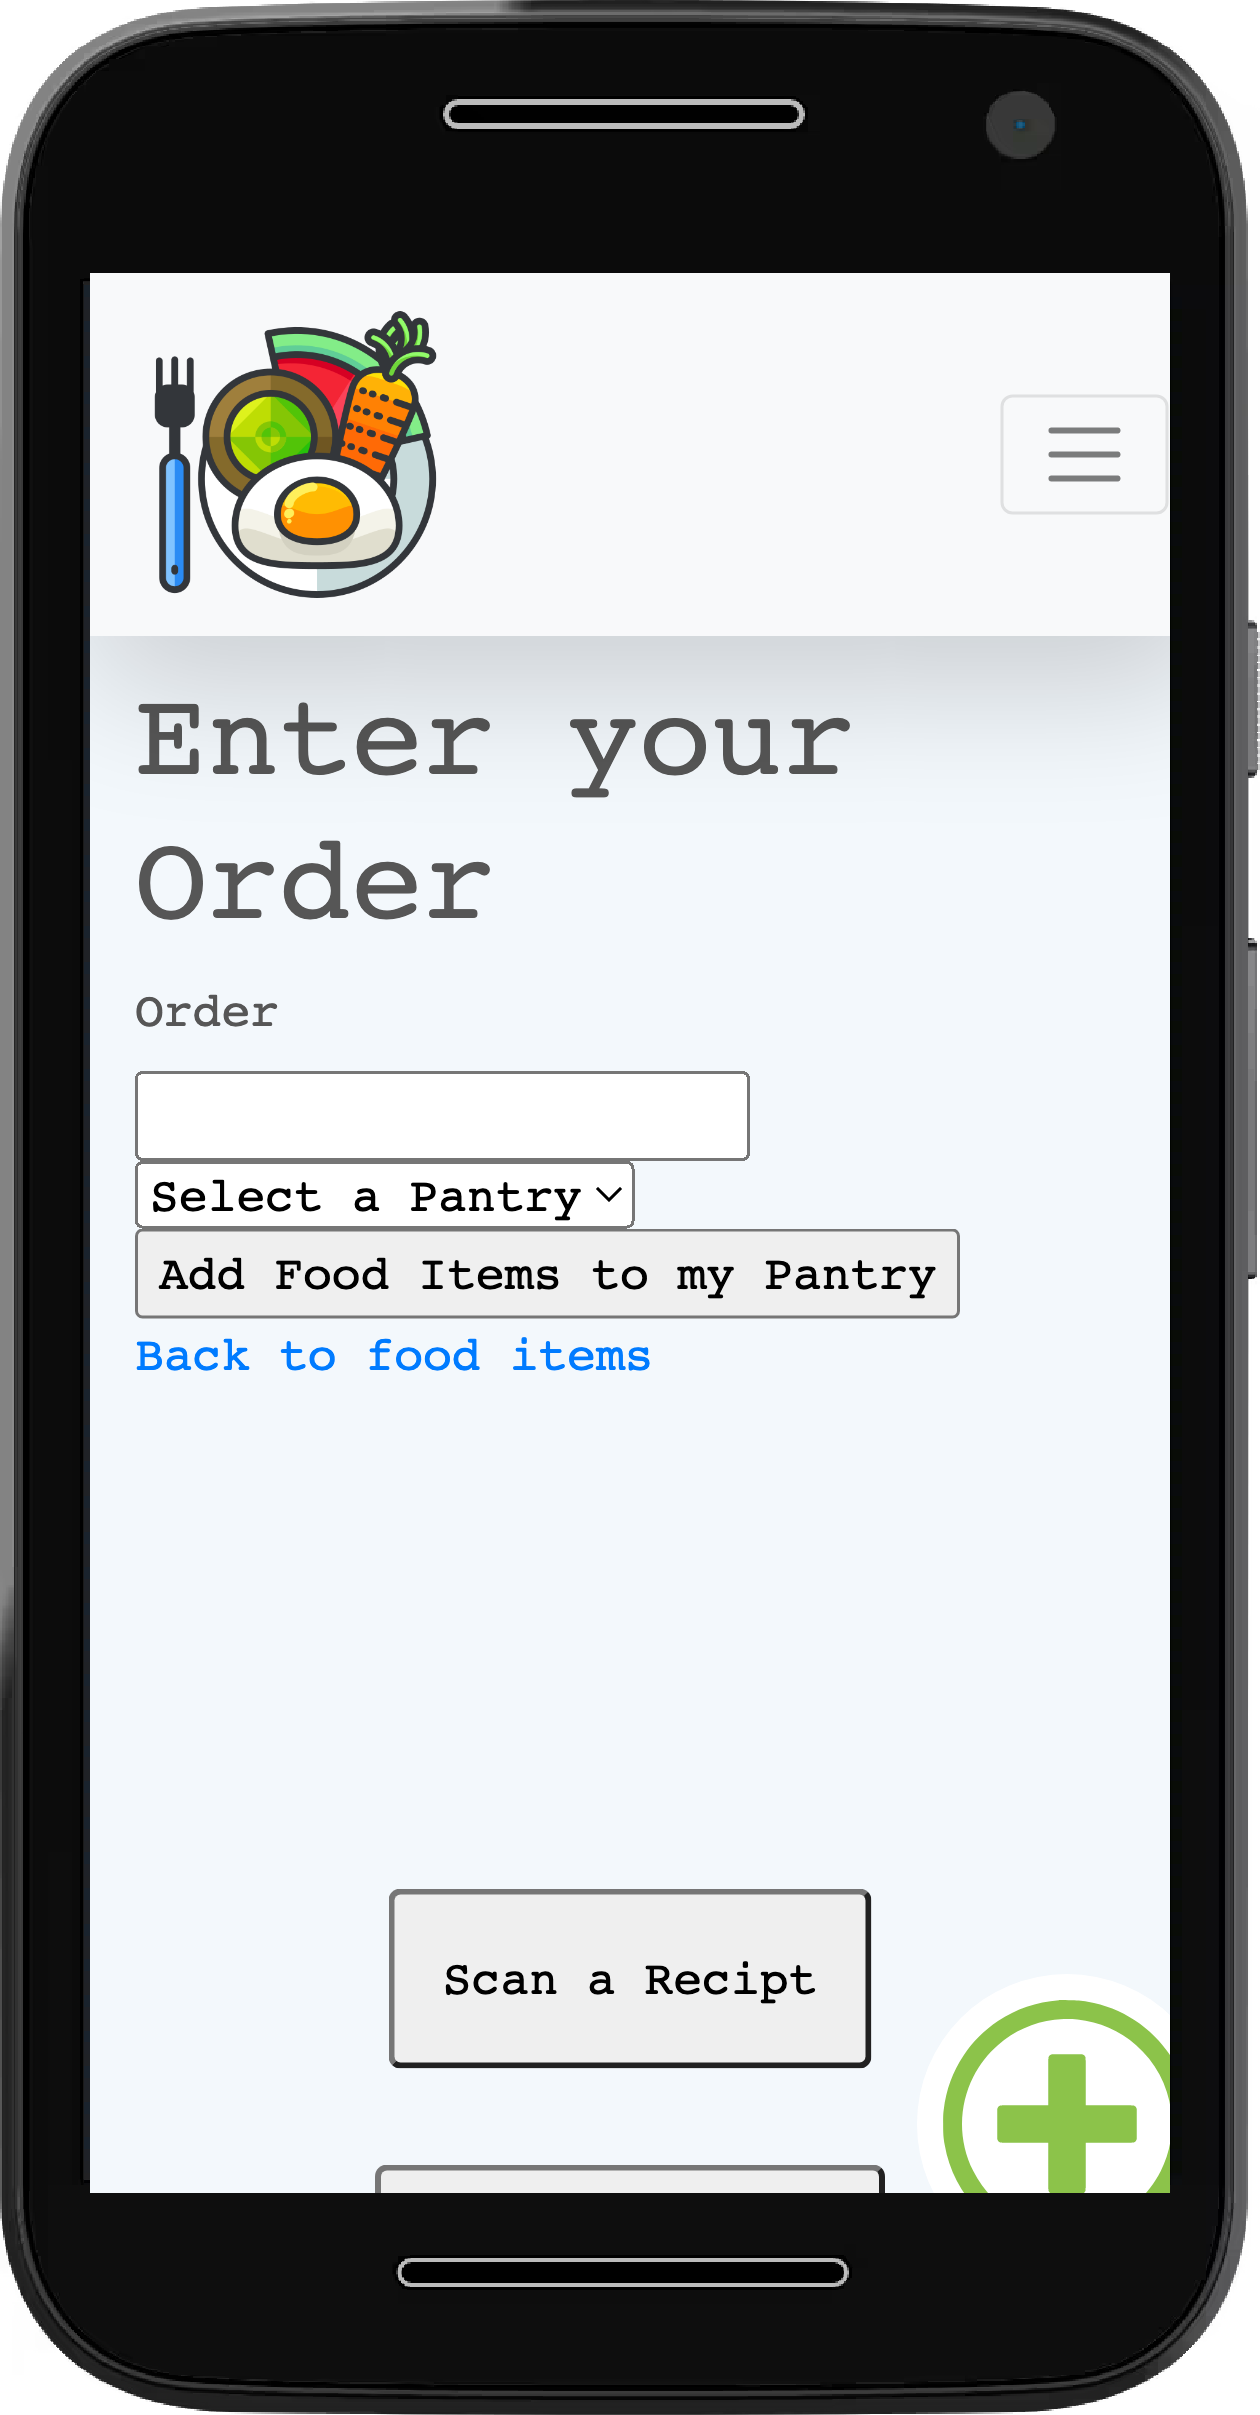 Enter your
Order
Order
Select a Pantry
Add Food Items to my Pantry
Back to food items
Scan a Recipt